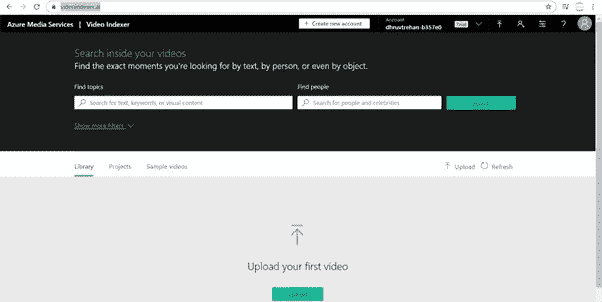 videoindexer.ai
Azure Media Services | Video Indexer
+ Create new account
Account
dhruvtrehan-b357e0
Trial
?
Search inside your videos
Find the exact moments you're looking for by text, by person, or even by object.
Find topics
Find people
Search for text, keywords, or visual content
Search for people and celebrities
Show more filters
Library
Projects
Sample videos
Upload
Refresh
Upload your first video